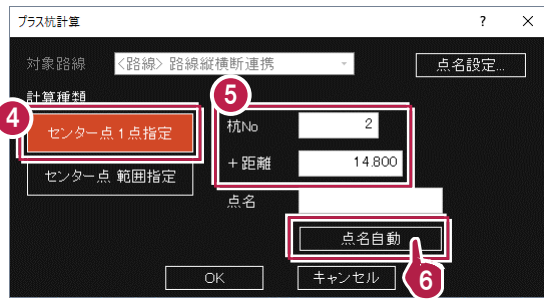 プラス杭計算 ? ×
対象路線 <路線> 路線縦横断連携 点名設定...
計算種類
4 センター点 1点指定
センター点 範囲指定
5
杭No 2
+距離 14.800
点名
点名自動
6
OK キャンセル